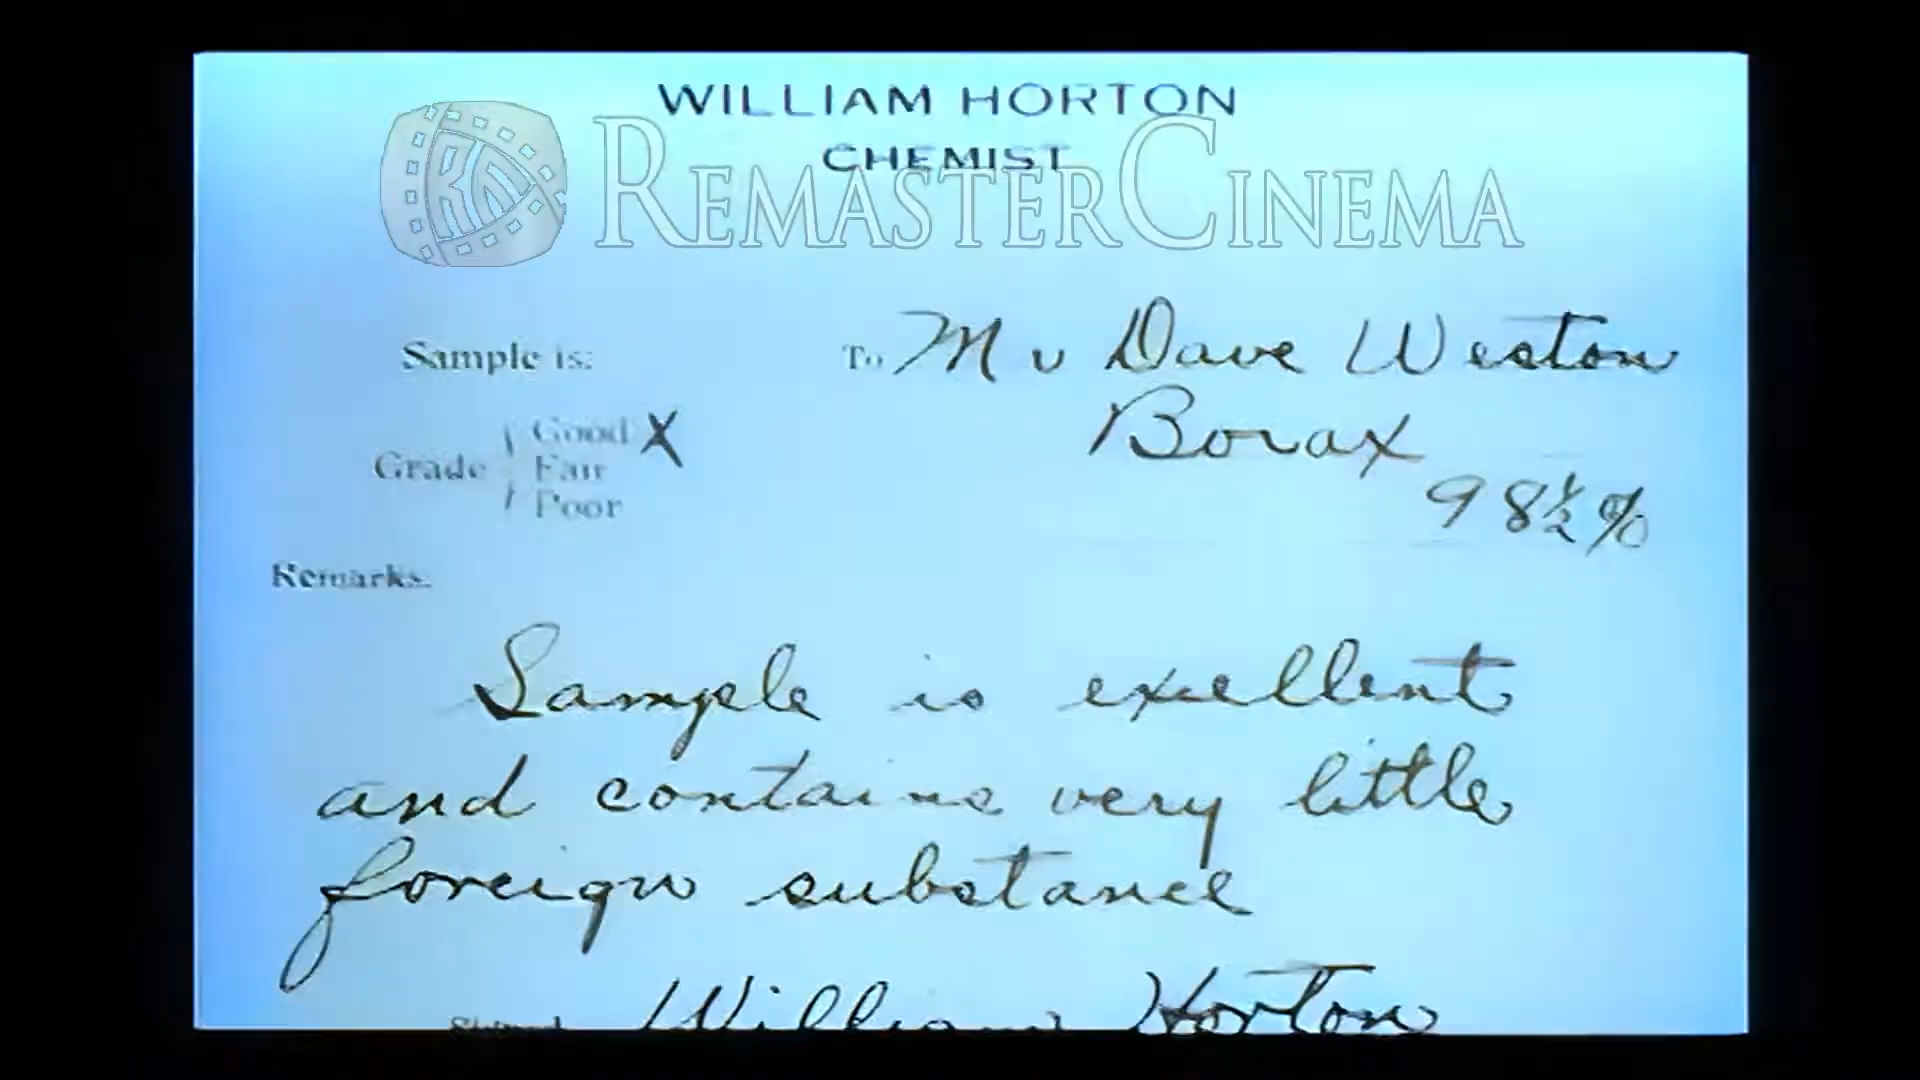 WILLIAM HORTON
CHEMIST
REMASTERCINEMA
Sample is:
To Mr Dave Weston
Borax
98½%
Grade
Good X
Fair
Poor
Remarks:
Sample is excellent
and contains very little
foreign substance
Signed William Horton